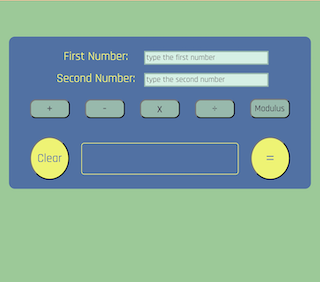 First Number: type the first number
Second Number: type the second number
+ - x ÷ Modulus
Clear =